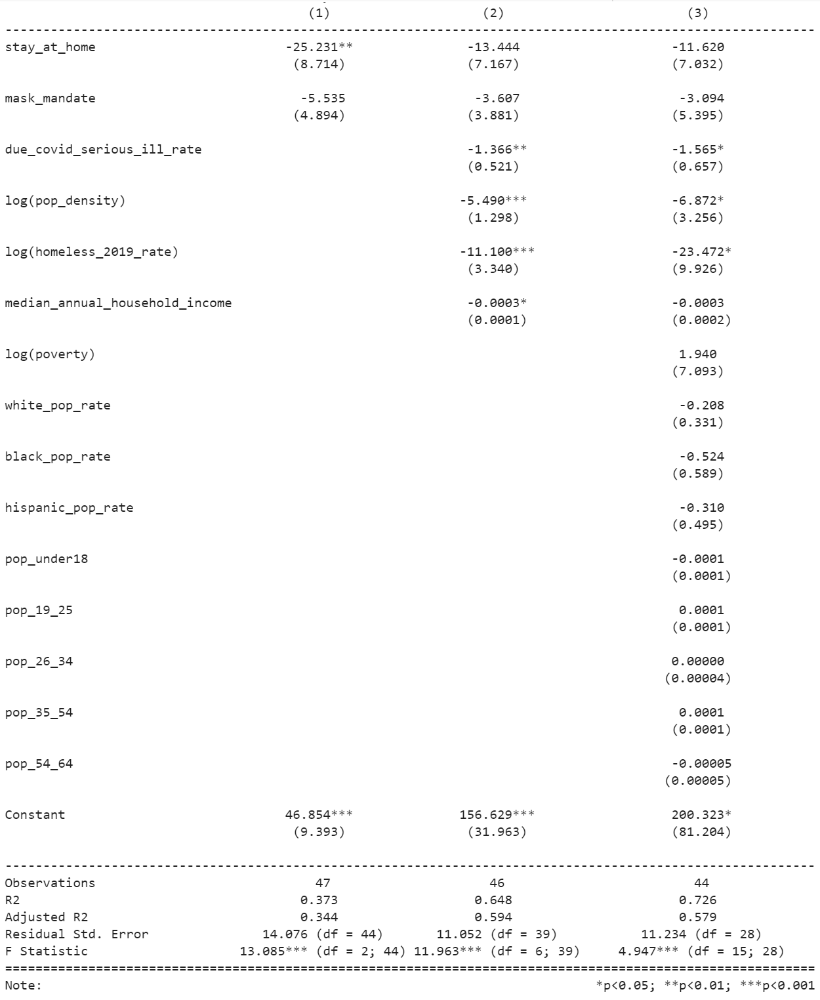 (1) (2) (3)
--------------------------------------------------------------------------------------------------------------
stay_at_home -25.231** -13.444 -11.620
(8.714) (7.167) (7.032)
mask_mandate -5.535 -3.607 -3.094
(4.894) (3.881) (5.395)
due_covid_serious_ill_rate -1.366** -1.565*
(0.521) (0.657)
log(pop_density) -5.490*** -6.872*
(1.298) (3.256)
log(homeless_2019_rate) -11.100*** -23.472*
(3.340) (9.926)
median_annual_household_income -0.0003* -0.0003
(0.0001) (0.0002)
log(poverty) 1.940
(7.093)
white_pop_rate -0.208
(0.331)
black_pop_rate -0.524
(0.589)
hispanic_pop_rate -0.310
(0.495)
pop_under18 -0.0001
(0.0001)
pop_19_25 0.0001
(0.0001)
pop_26_34 0.00000
(0.00004)
pop_35_54 0.0001
(0.0001)
pop_54_64 -0.00005
(0.00005)
Constant 46.854*** 156.629*** 200.323*
(9.393) (31.963) (81.204)
--------------------------------------------------------------------------------------------------------------
Observations 47 46 44
R2 0.373 0.648 0.726
Adjusted R2 0.344 0.594 0.579
Residual Std. Error 14.076 (df = 44) 11.052 (df = 39) 11.234 (df = 28)
F Statistic 13.085*** (df = 2; 44) 11.963*** (df = 6; 39) 4.947*** (df = 15; 28)
==============================================================================================================
Note: *p<0.05; **p<0.01; ***p<0.001